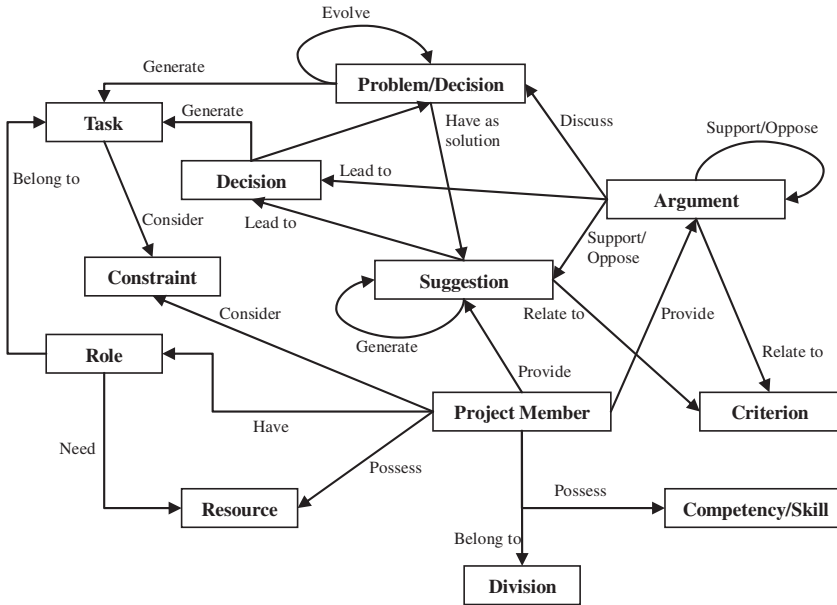 Evolve
Generate
Problem/Decision
Task
Generate
Have as
solution
Discuss
Support/Oppose
Belong to
Decision
Lead to
Argument
Consider
Lead to
Support/
Oppose
Constraint
Suggestion
Consider
Relate to
Provide
Role
Generate
Relate to
Provide
Project Member
Criterion
Have
Need
Possess
Possess
Resource
Competency/Skill
Belong to
Division